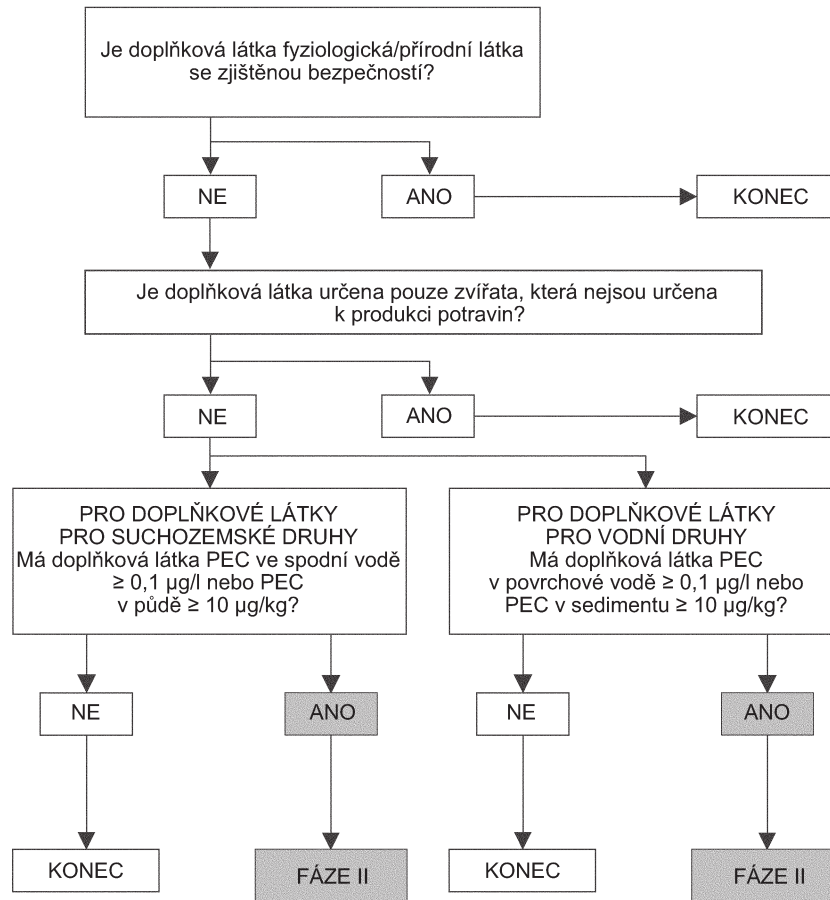 Je doplňková látka fyziologická/přírodní látka
se zjištěnou bezpečností?
NE
ANO
KONEC
Je doplňková látka určena pouze zvířata, která nejsou určena
k produkci potravin?
NE
ANO
KONEC
PRO DOPLŇKOVÉ LÁTKY
PRO SUCHOZEMSKÉ DRUHY
Má doplňková látka PEC ve spodní vodě
≥ 0,1 µg/l nebo PEC
v půdě ≥ 10 µg/kg?
PRO DOPLŇKOVÉ LÁTKY
PRO VODNÍ DRUHY
Má doplňková látka PEC
v povrchové vodě ≥ 0,1 µg/l nebo
PEC v sedimentu ≥ 10 µg/kg?
NE
ANO
NE
ANO
KONEC
FÁZE II
KONEC
FÁZE II